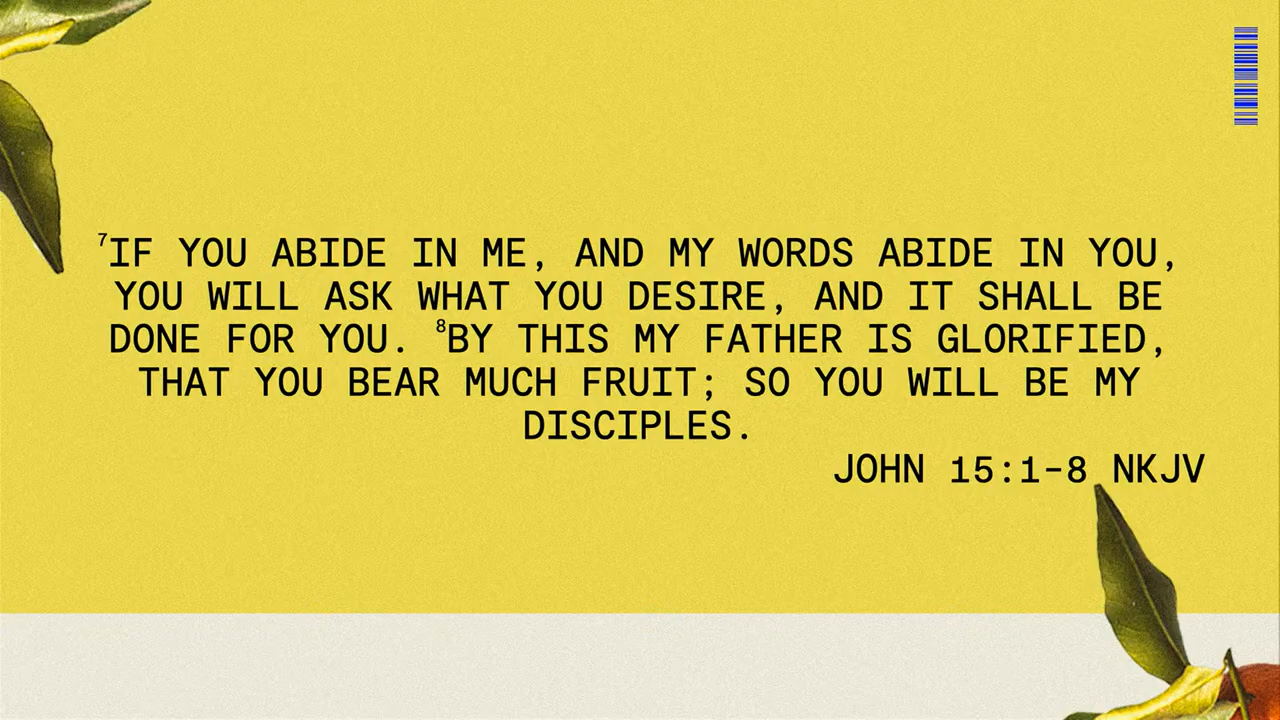 ⁷IF YOU ABIDE IN ME, AND MY WORDS ABIDE IN YOU,
YOU WILL ASK WHAT YOU DESIRE, AND IT SHALL BE
DONE FOR YOU. ⁸BY THIS MY FATHER IS GLORIFIED,
THAT YOU BEAR MUCH FRUIT; SO YOU WILL BE MY
DISCIPLES.
JOHN 15:1-8 NKJV